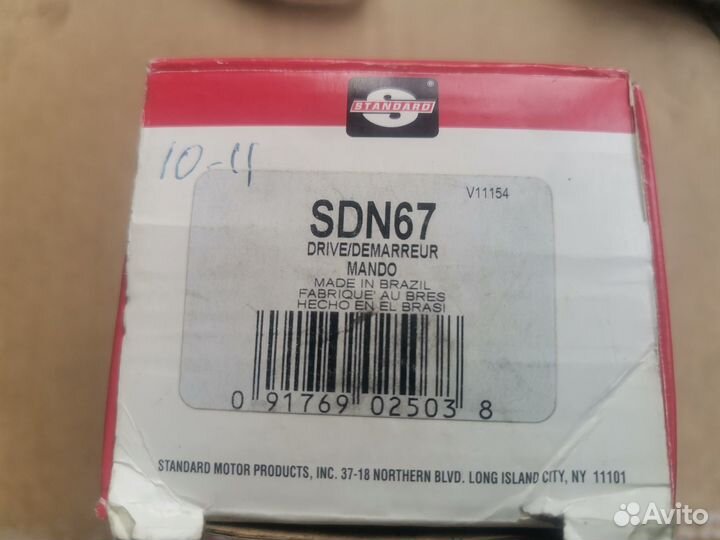 STANDARD
®
10-11
V11154
SDN67
DRIVE/DEMARREUR
MANDO
MADE IN BRAZIL
FABRIQUE' AU BRES
HECHO EN EL BRASI
0 91769 02503 8
STANDARD MOTOR PRODUCTS, INC. 37-18 NORTHERN BLVD. LONG ISLAND CITY, NY 11101
Avito